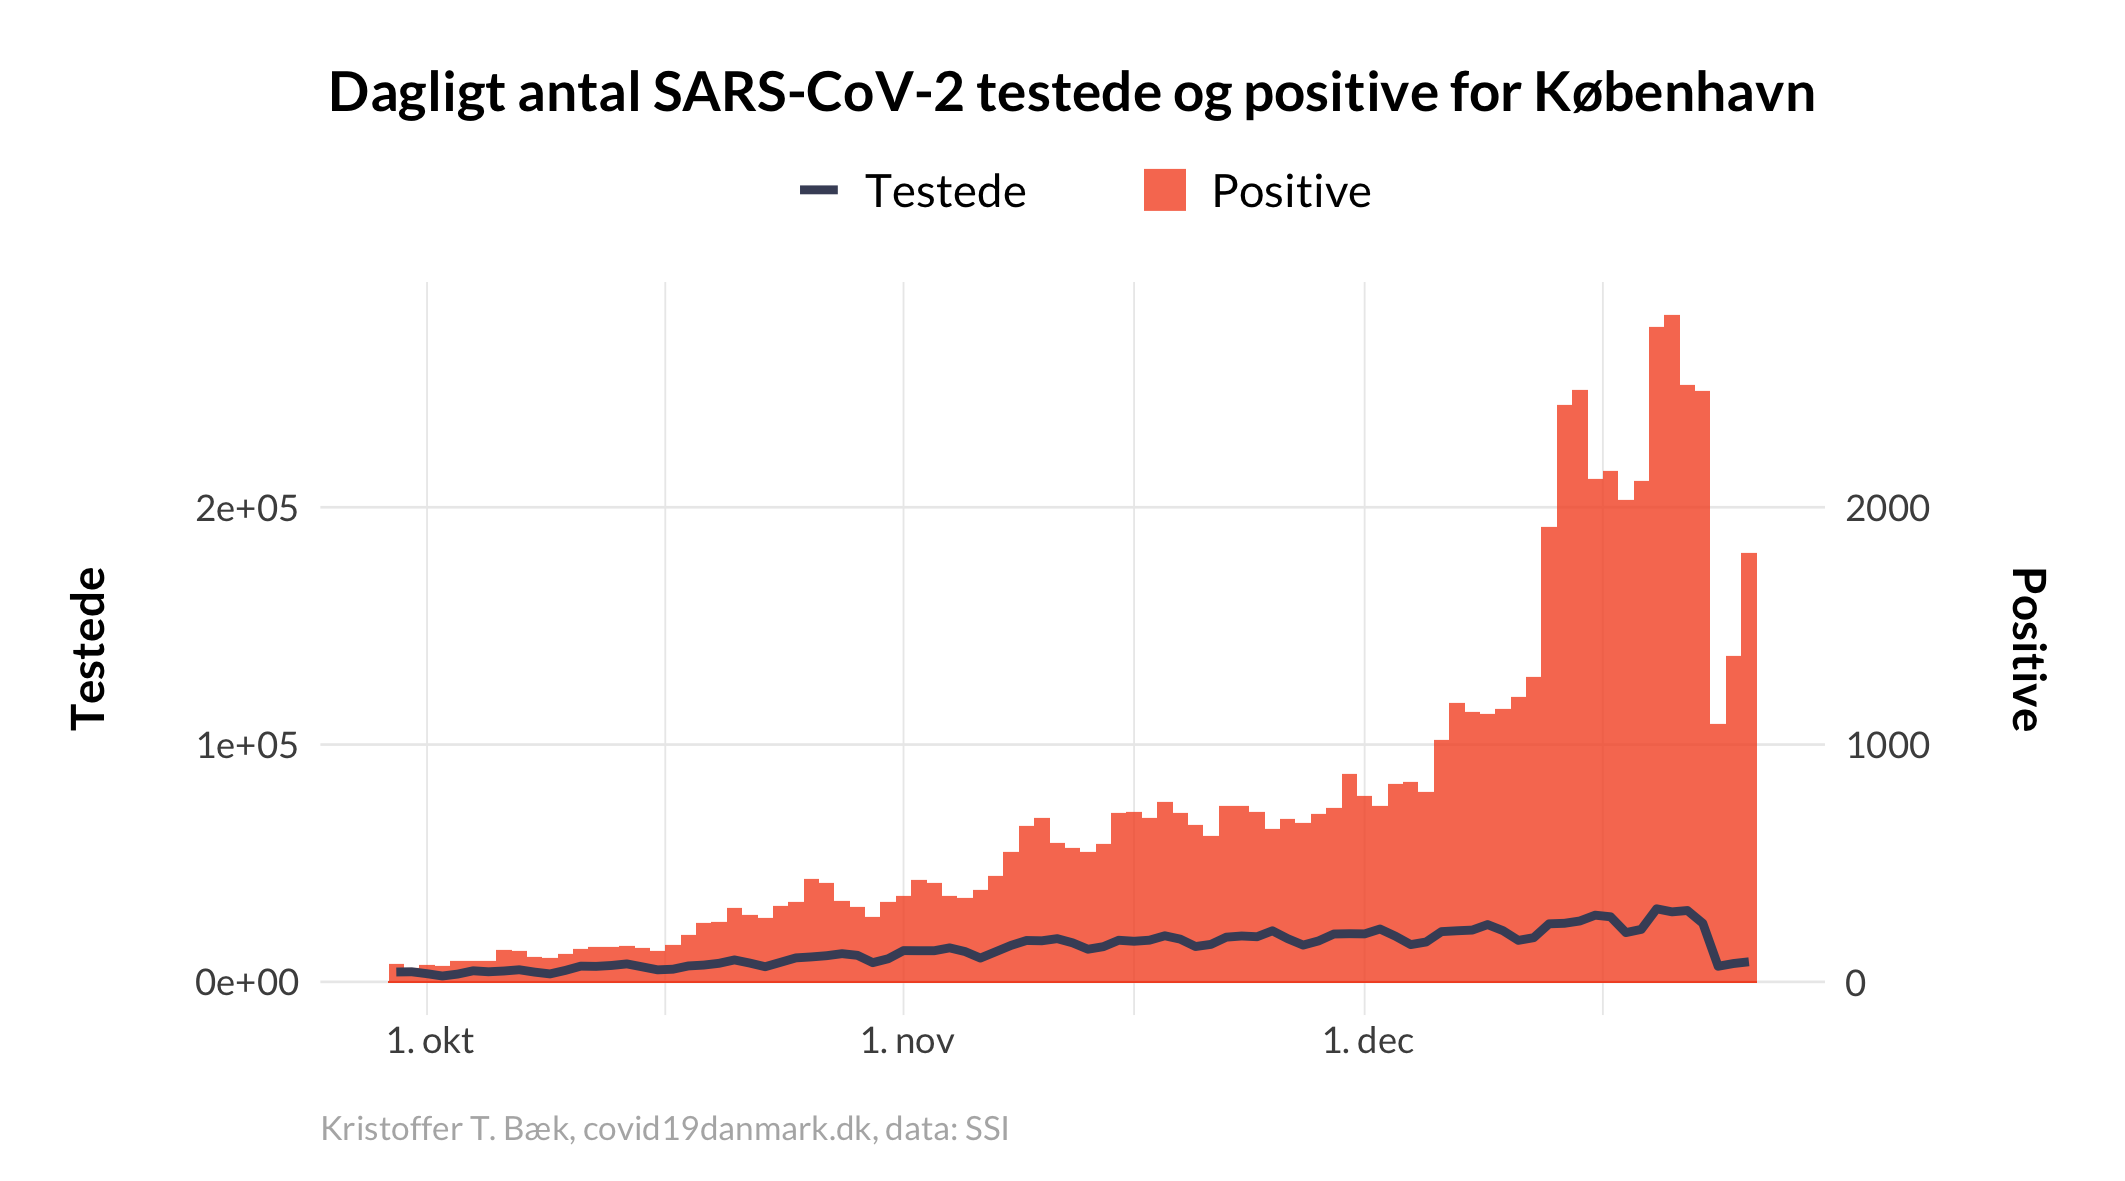 Dagligt antal SARS-CoV-2 testede og positive for København
Testede
Positive
Testede
2e+05
1e+05
0e+00
2000
1000
0
Positive
1. okt
1. nov
1. dec
Kristoffer T. Bæk, covid19danmark.dk, data: SSI